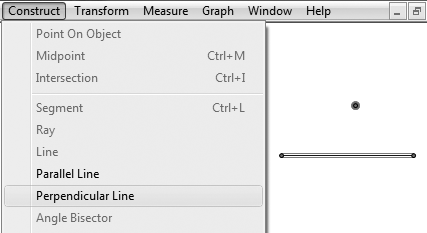 Construct Transform Measure Graph Window Help
Point On Object
Midpoint Ctrl+M
Intersection Ctrl+I
Segment Ctrl+L
Ray
Line
Parallel Line
Perpendicular Line
Angle Bisector